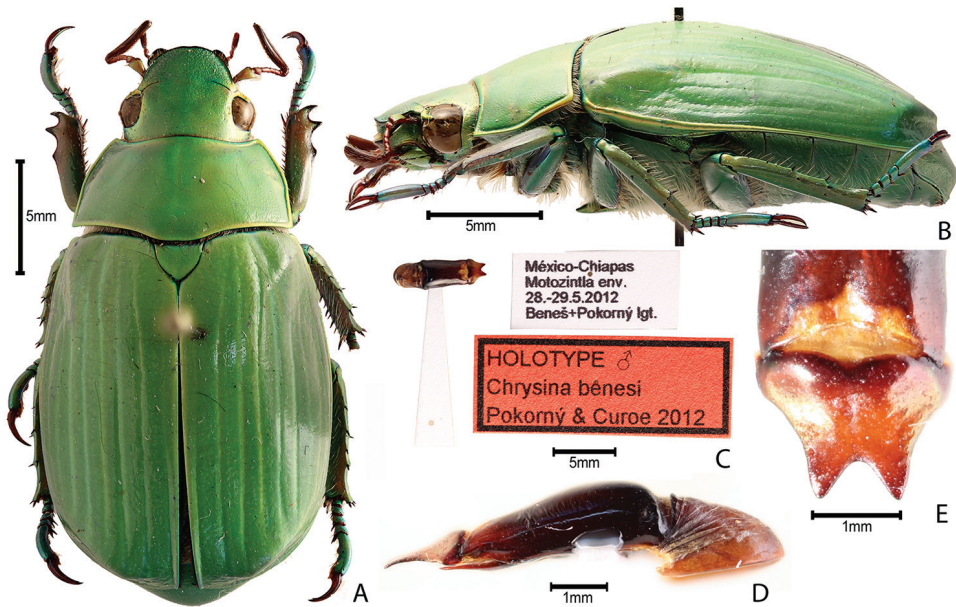 5mm
A
5mm
B
México-Chiapas
Motozintla env.
28.-29.5.2012
Beneš+Pokorný lgt.
HOLOTYPE ♂
Chrysina benesi
Pokorný & Curoe 2012
5mm
C
1mm
D
1mm
E